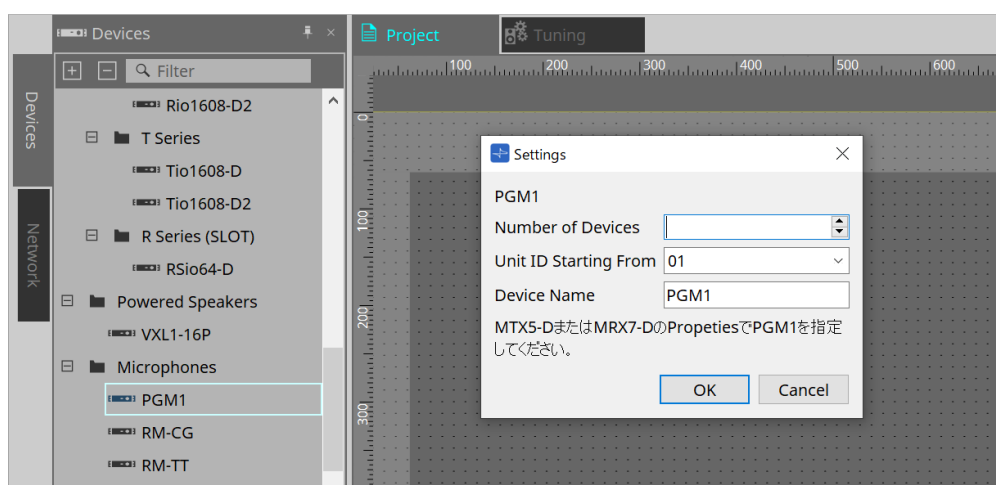 Devices
Filter
Rio1608-D2
T Series
Tio1608-D
Tio1608-D2
R Series (SLOT)
RSio64-D
Powered Speakers
VXL1-16P
Microphones
PGM1
RM-CG
RM-TT
Devices
Network
Project
Tuning
100 200 300 400 500 600
0
100
200
300
Settings
PGM1
Number of Devices
Unit ID Starting From 01
Device Name PGM1
MTX5-DまたはMRX7-DのPropetiesでPGM1を指定
してください。
OK Cancel